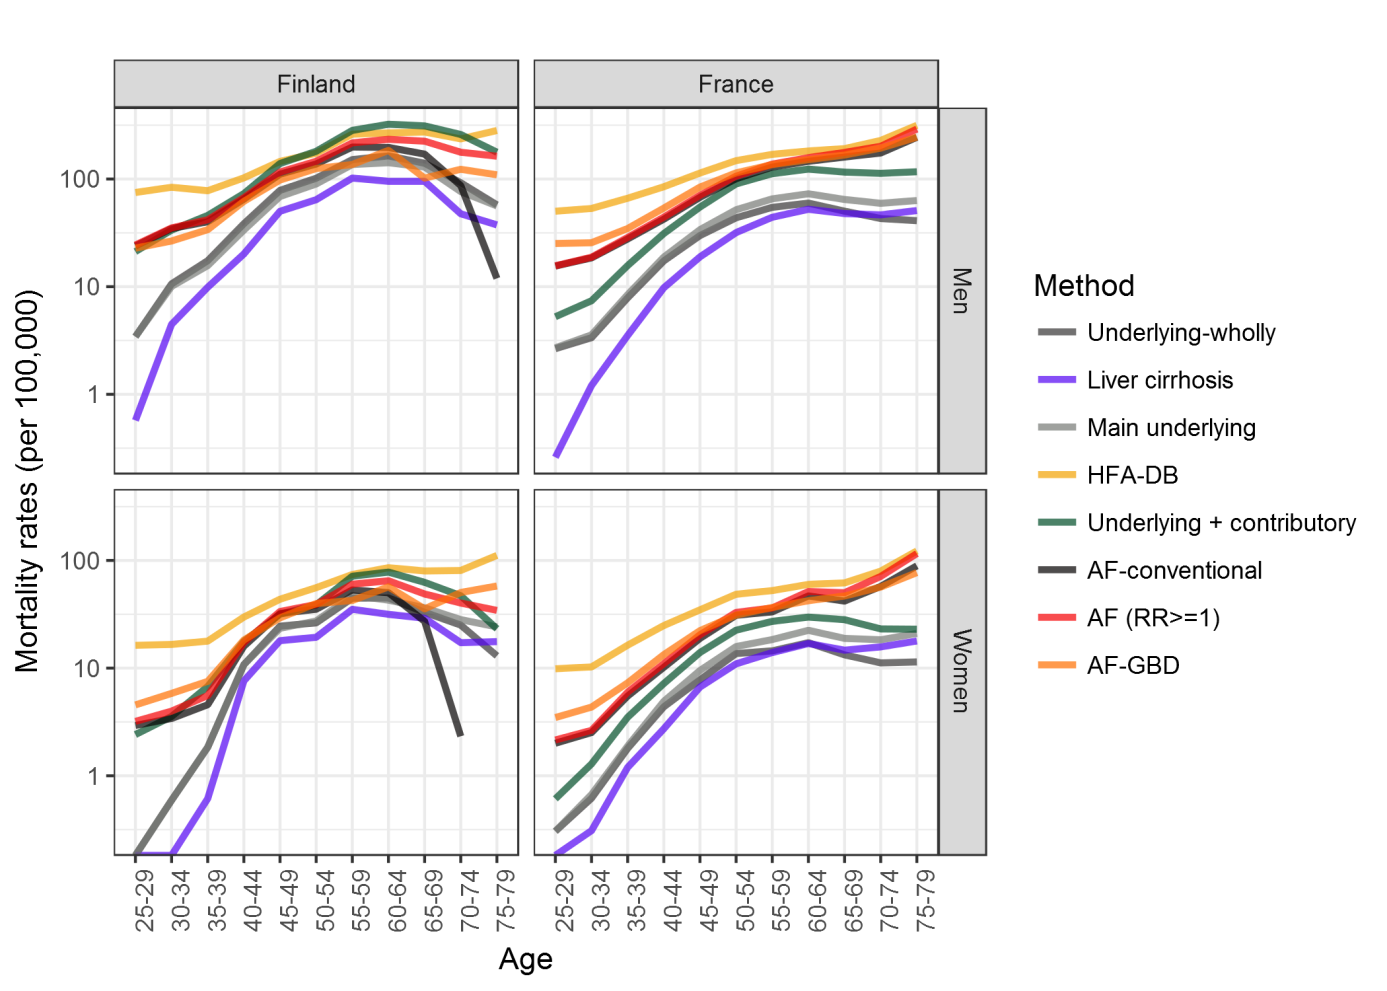 Finland
France
Mortality rates (per 100,000)
100
10
1
Men
100
10
1
Women
25-29
30-34
35-39
40-44
45-49
50-54
55-59
60-64
65-69
70-74
75-79
25-29
30-34
35-39
40-44
45-49
50-54
55-59
60-64
65-69
70-74
75-79
Age
Method
Underlying-wholly
Liver cirrhosis
Main underlying
HFA-DB
Underlying + contributory
AF-conventional
AF (RR>=1)
AF-GBD